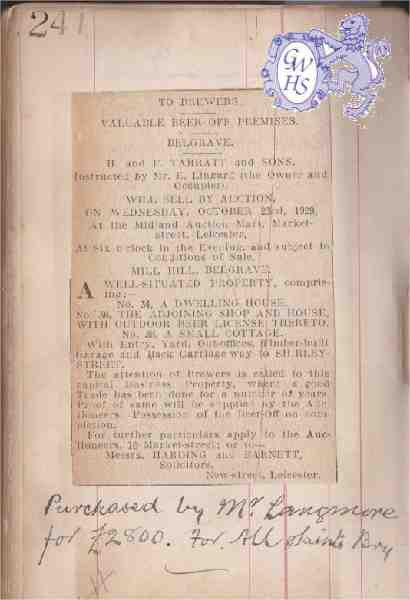 241
GW
HS
TO BREWERS.
VALUABLE BEER-OFF PREMISES.
BELGRAVE.
H. and F. TARRATT and SONS.
Instructed by Mr. E. Lingard (the Owner and
Occupier),
WILL SELL BY AUCTION,
ON WEDNESDAY, OCTOBER 23rd, 1929,
At the Midland Auction Mart, Market-
street, Leicester,
At Six o'clock in the Evening, and subject to
Conditions of Sale,
MILL HILL, BELGRAVE.
A WELL-SITUATED PROPERTY, compris-
ing:—
No. 34, A DWELLING HOUSE.
No. 36, THE ADJOINING SHOP AND HOUSE,
WITH OUTDOOR BEER LICENSE THERETO.
No. A SMALL COTTAGE.
With Entry, Yard, Out-offices, Timber-built
Garage and Back Cartilage way to SHIRLEY-
STREET.
The attention of Brewers is called to this
capital Business Property, where a good
Trade has been done for a number of years.
Proof of same will be supplied by the Auc-
tioneers. Possession of the Beer-Off on com-
pletion.
For further particulars apply to the Auc-
tioneers, 16 Market-street; or to—
Messrs. HARDING and BARNETT,
Solicitors,
New-street, Leicester.
Purchased by Mr Langmore
for £2800. For All Saints Bry